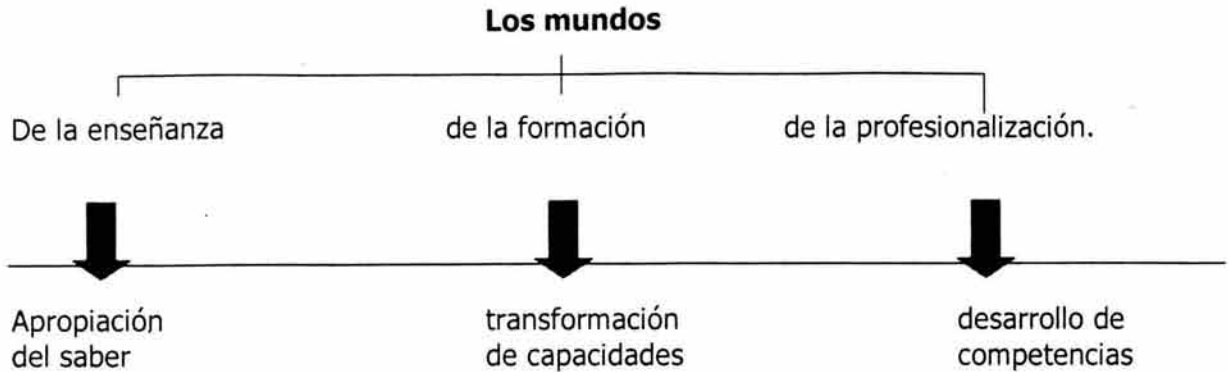 Los mundos
De la enseñanza
de la formación
de la profesionalización.
Apropiación
del saber
transformación
de capacidades
desarrollo de
competencias